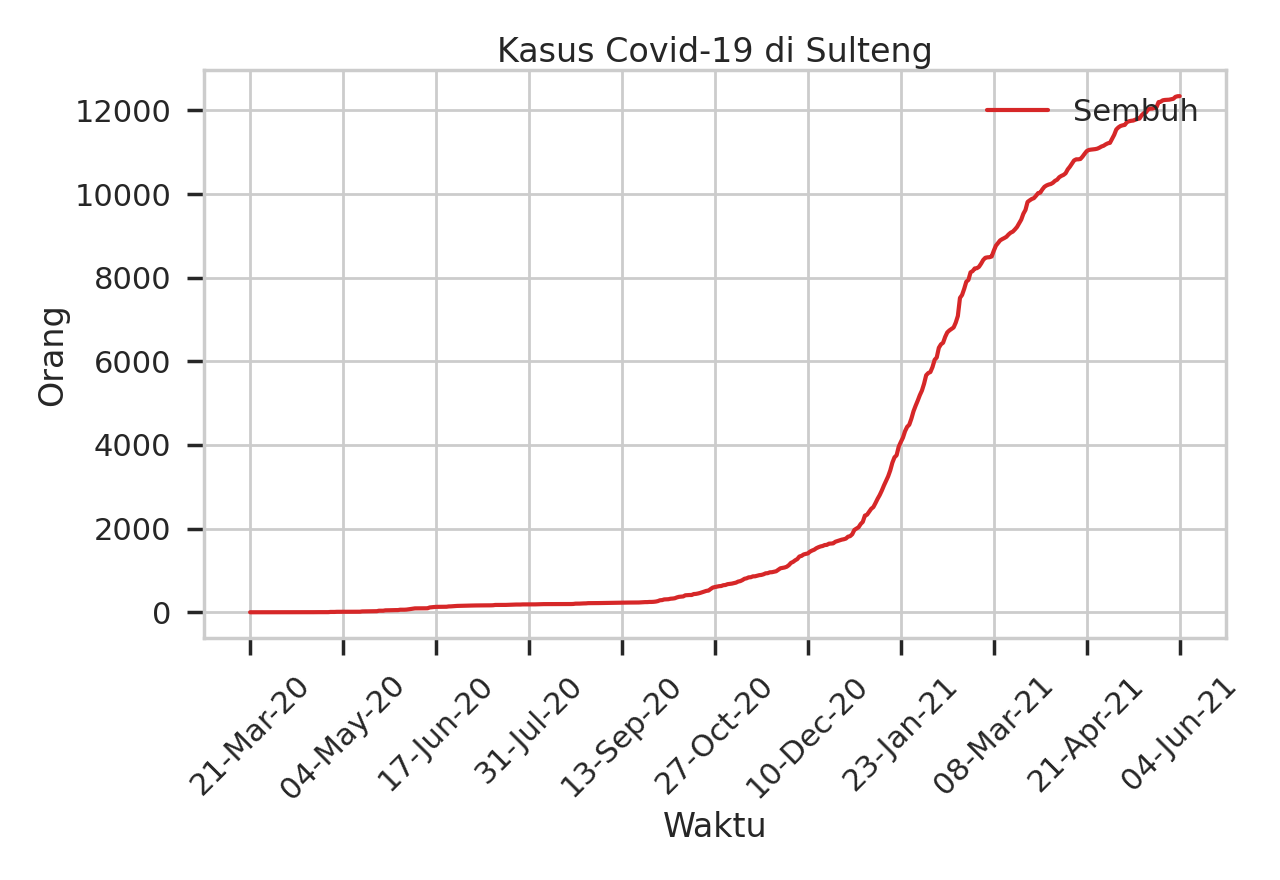 Kasus Covid-19 di Sulteng
Sembuh
12000
10000
8000
6000
4000
2000
0
Orang
21-Mar-20
04-May-20
17-Jun-20
31-Jul-20
13-Sep-20
27-Oct-20
10-Dec-20
23-Jan-21
08-Mar-21
21-Apr-21
04-Jun-21
Waktu